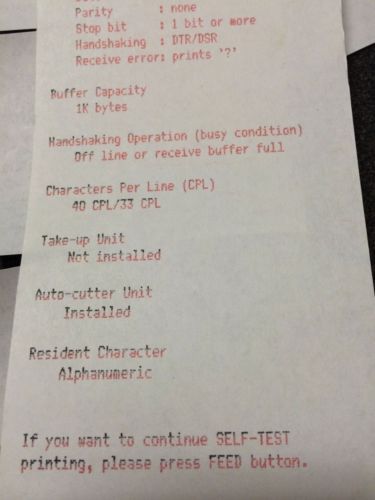 Parity : none
Stop bit : 1 bit or more
Handshaking : DTR/DSR
Receive error: prints '?'
Buffer Capacity
1K bytes
Handshaking Operation (busy condition)
Off line or receive buffer full
Characters Per Line (CPL)
40 CPL/33 CPL
Take-up Unit
Not installed
Auto-cutter Unit
Installed
Resident Character
Alphanumeric
If you want to continue SELF-TEST
printing, please press FEED button.